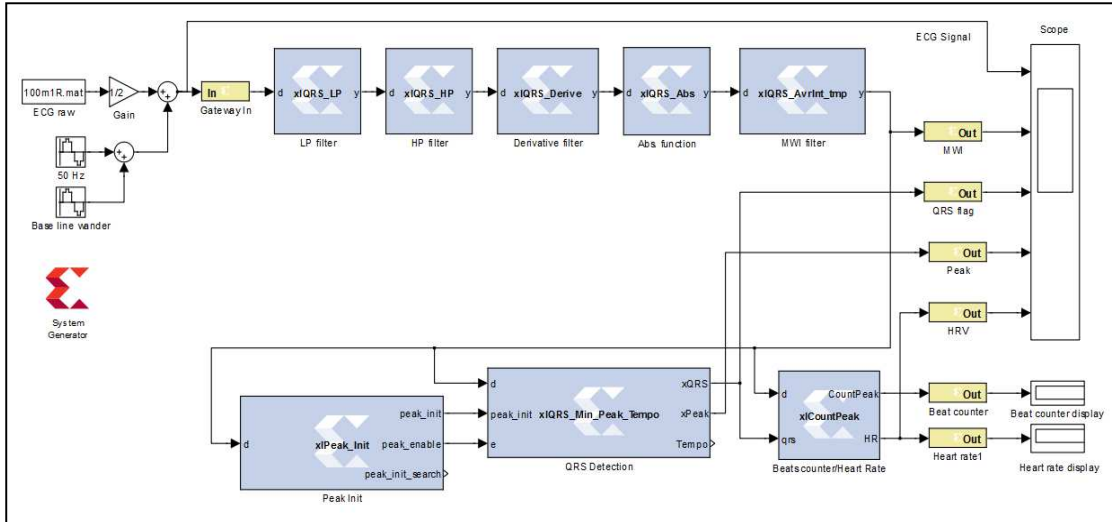 Scope
ECG Signal
100m1R.mat
ECG raw
1/2
Gain
In
Gateway In
d xlQRS_LP y
LP filter
d xlQRS_HP y
HP filter
d xlQRS_Derive y
Derivative filter
d xlQRS_Abs y
Abs. function
d xlQRS_AvrInt_tmp y
MWI filter
50 Hz
Base line wander
Out
MWI
Out
QRS flag
Out
Peak
Out
HRV
System
Generator
d
xlPeak_Init
peak_init
peak_enable
peak_init_search
Peak Init
d
peak_init
e
xlQRS_Min_Peak_Tempo
xQRS
xPeak
Tempo
QRS Detection
d
qrs
xlCountPeak
CountPeak
HR
Beats counter/Heart Rate
Out
Beat counter
Beat counter display
Out
Heart rate1
Heart rate display